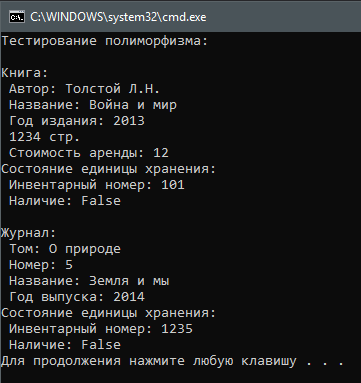 C:\WINDOWS\system32\cmd.exe
Тестирование полиморфизма:
Книга:
Автор: Толстой Л.Н.
Название: Война и мир
Год издания: 2013
1234 стр.
Стоимость аренды: 12
Состояние единицы хранения:
Инвентарный номер: 101
Наличие: False
Журнал:
Том: О природе
Номер: 5
Название: Земля и мы
Год выпуска: 2014
Состояние единицы хранения:
Инвентарный номер: 1235
Наличие: False
Для продолжения нажмите любую клавишу . . .